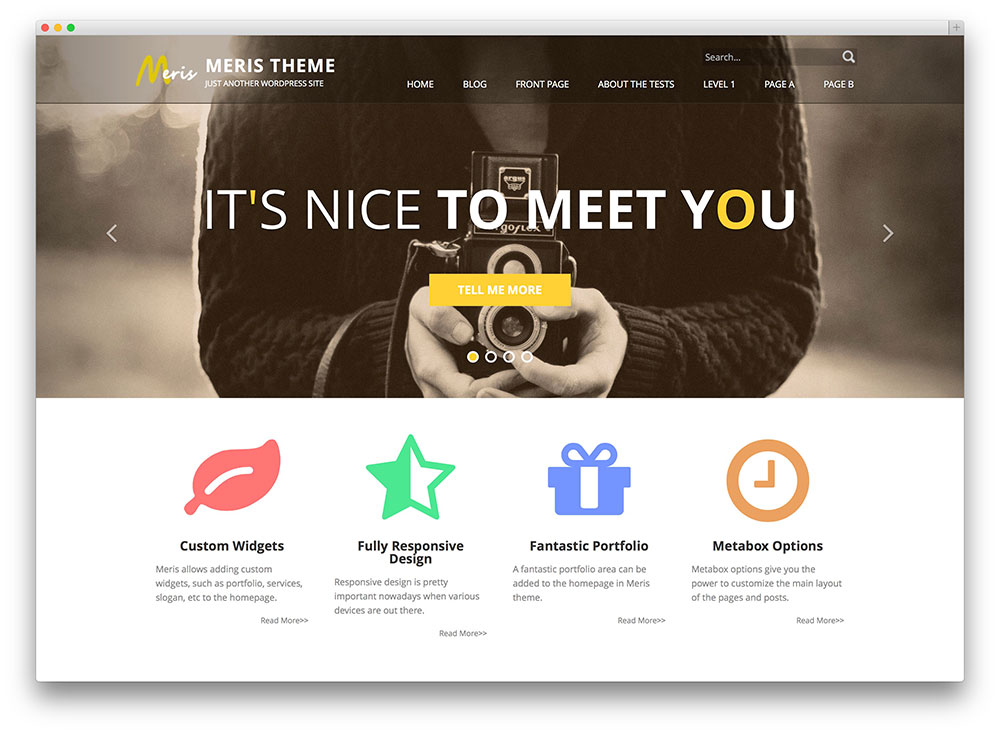 Meris
MERIS THEME
JUST ANOTHER WORDPRESS SITE
Search...
HOME BLOG FRONT PAGE ABOUT THE TESTS LEVEL 1 PAGE A PAGE B
IT'S NICE TO MEET YOU
argus
TELL ME MORE
Custom Widgets
Meris allows adding custom
widgets, such as portfolio, services,
slogan, etc to the homepage.
Read More>>
Fully Responsive
Design
Responsive design is pretty
important nowadays when various
devices are out there.
Read More>>
Fantastic Portfolio
A fantastic portfolio area can be
added to the homepage in Meris
theme.
Read More>>
Metabox Options
Metabox options give you the
power to customize the main layout
of the pages and posts.
Read More>>